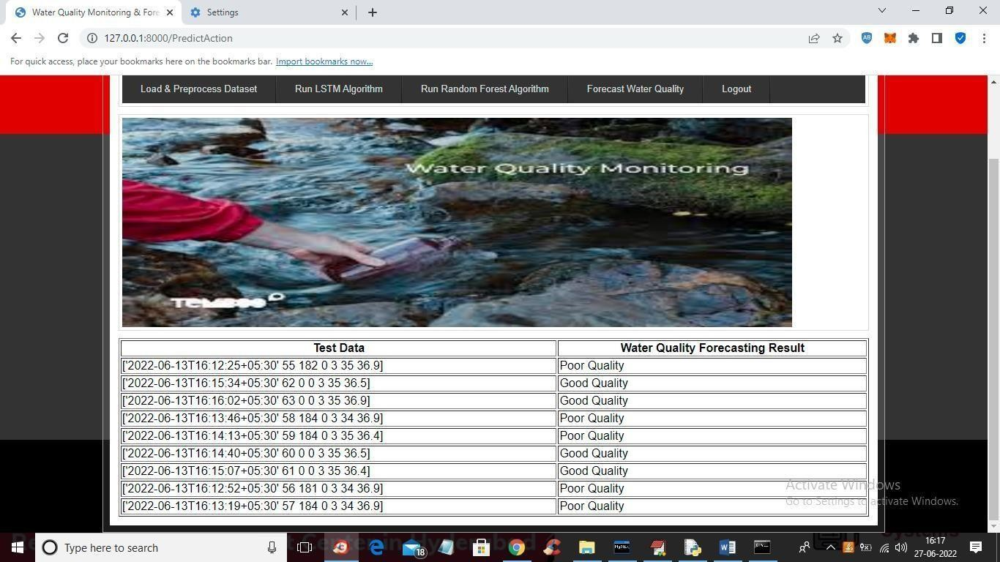 Water Quality Monitoring & Fore
Settings
127.0.0.1:8000/PredictAction
AB
For quick access, place your bookmarks here on the bookmarks bar. Import bookmarks now...
Load & Preprocess Dataset Run LSTM Algorithm Run Random Forest Algorithm Forecast Water Quality Logout
Water Quality Monitoring
Test Data Water Quality Forecasting Result
['2022-06-13T16:12:25+05:30' 55 182 0 3 35 36.9] Poor Quality
['2022-06-13T16:15:34+05:30' 62 0 0 3 35 36.5] Good Quality
['2022-06-13T16:16:02+05:30' 63 0 0 3 35 36.9] Good Quality
['2022-06-13T16:13:46+05:30' 58 184 0 3 34 36.9] Poor Quality
['2022-06-13T16:14:13+05:30' 59 184 0 3 35 36.4] Poor Quality
['2022-06-13T16:14:40+05:30' 60 0 0 3 35 36.5] Good Quality
['2022-06-13T16:15:07+05:30' 61 0 0 3 35 36.4] Good Quality
['2022-06-13T16:12:52+05:30' 56 181 0 3 34 36.9] Poor Quality
['2022-06-13T16:13:19+05:30' 57 184 0 3 34 36.9] Poor Quality
Activate Windows
Go to Settings to activate Windows.
Systems
Type here to search
18
MySQL
16:17
27-06-2022